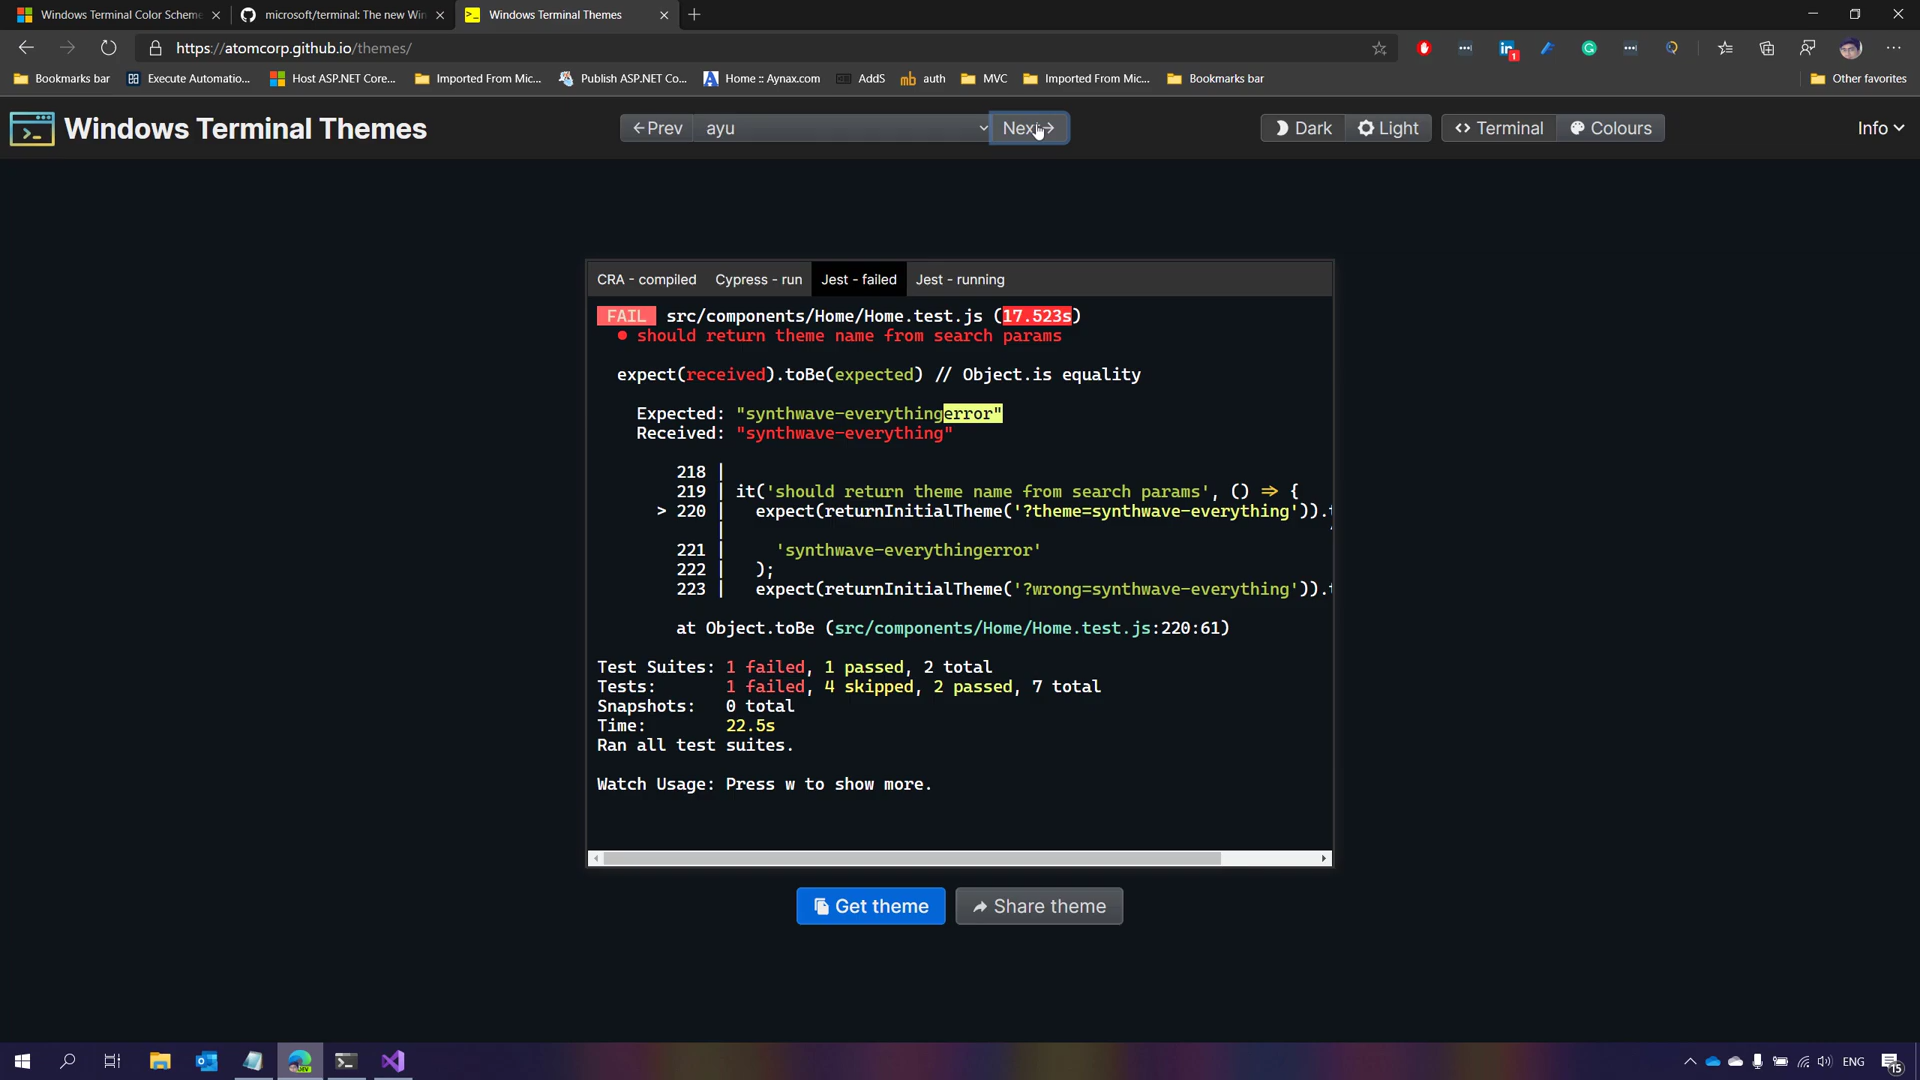 Windows Terminal Color Scheme
microsoft/terminal: The new Win
Windows Terminal Themes
https://atomcorp.github.io/themes/
Bookmarks bar
Execute Automatio...
Host ASP.NET Core...
Imported From Mic...
Publish ASP.NET Co...
Home :: Aynax.com
AddS
auth
MVC
Imported From Mic...
Bookmarks bar
Other favorites
Windows Terminal Themes
←Prev
ayu
Next→
Dark
Light
Terminal
Colours
Info
CRA - compiled
Cypress - run
Jest - failed
Jest - running
FAIL src/components/Home/Home.test.js (17.523s)
● should return theme name from search params
expect(received).toBe(expected) // Object.is equality
Expected: "synthwave-everythingerror"
Received: "synthwave-everything"
218 |
219 | it('should return theme name from search params', () => {
> 220 | expect(returnInitialTheme('?theme=synthwave-everything')).
|
221 | 'synthwave-everythingerror'
222 | );
223 | expect(returnInitialTheme('?wrong=synthwave-everything')).
at Object.toBe (src/components/Home/Home.test.js:220:61)
Test Suites: 1 failed, 1 passed, 2 total
Tests: 1 failed, 4 skipped, 2 passed, 7 total
Snapshots: 0 total
Time: 22.5s
Ran all test suites.
Watch Usage: Press w to show more.
Get theme
Share theme
ENG
15